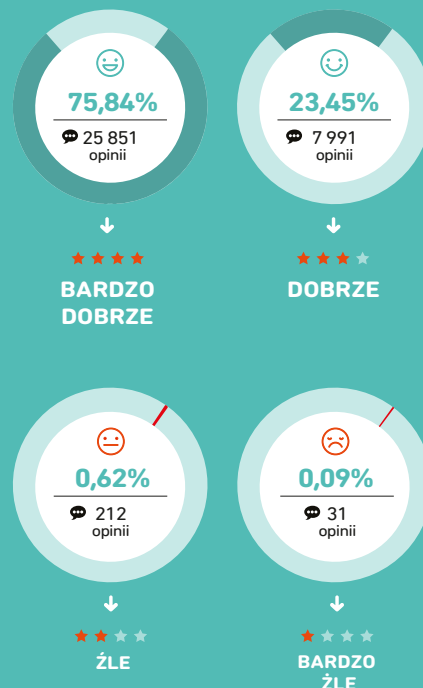 75,84%
25 851
opinii
BARDZO
DOBRZE
23,45%
7 991
opinii
DOBRZE
0,62%
212
opinii
ŹLE
0,09%
31
opinii
BARDZO
ŻLE